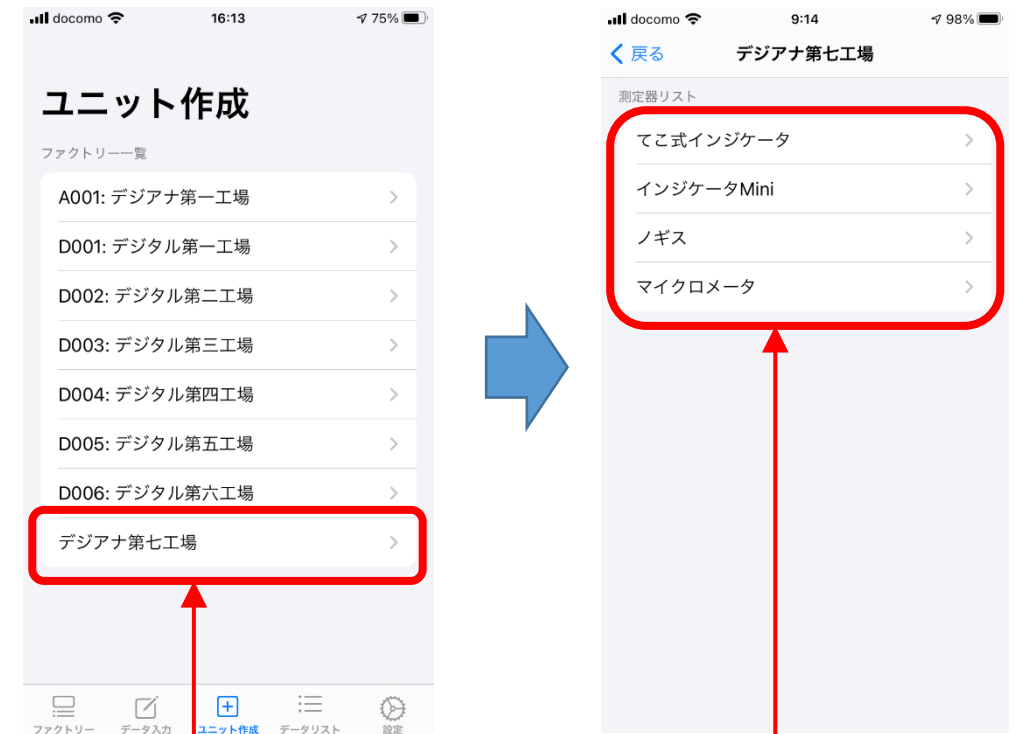 docomo 16:13 75%
ユニット作成
ファクトリー一覧
A001: デジアナ第一工場
D001: デジタル第一工場
D002: デジタル第二工場
D003: デジタル第三工場
D004: デジタル第四工場
D005: デジタル第五工場
D006: デジタル第六工場
デジアナ第七工場
ファクトリー データ入力 ユニット作成 データリスト 設定
docomo 9:14 98%
戻る デジアナ第七工場
測定器リスト
てこ式インジケータ
インジケータMini
ノギス
マイクロメータ